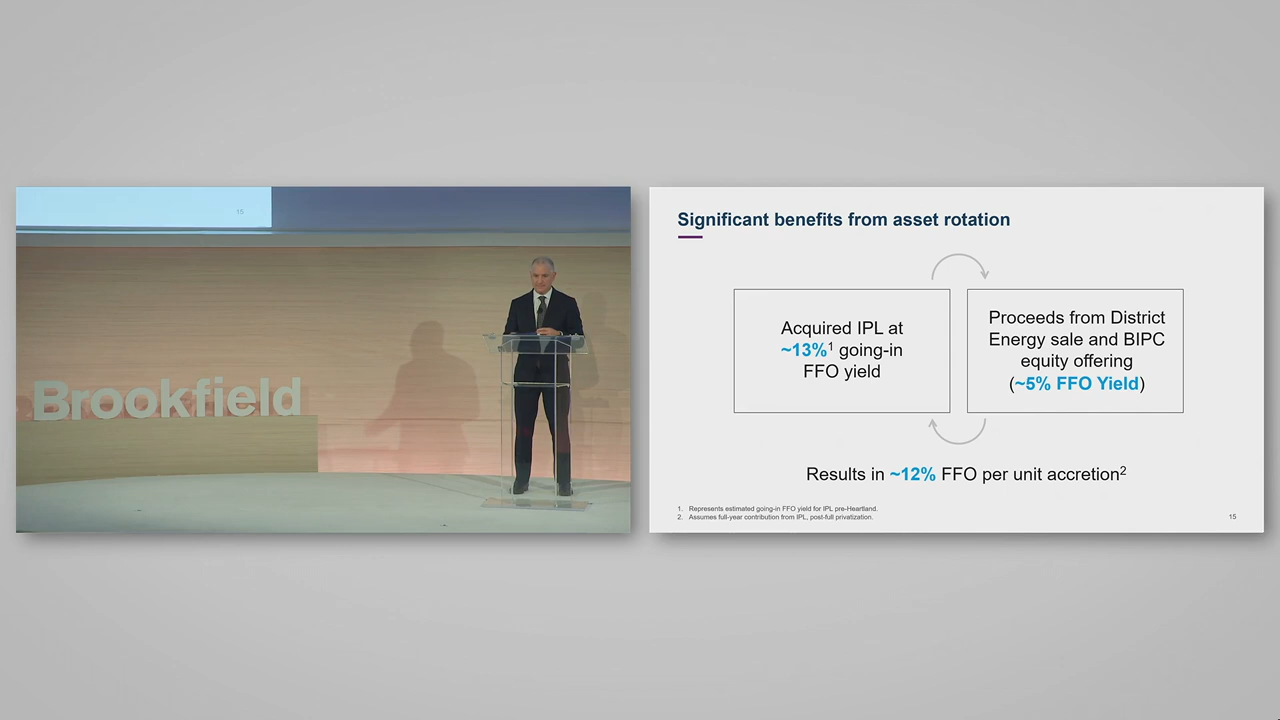 15
Brookfield
Significant benefits from asset rotation
Acquired IPL at
~13%1 going-in
FFO yield
Proceeds from District
Energy sale and BIPC
equity offering
(~5% FFO Yield)
Results in ~12% FFO per unit accretion2
1. Represents estimated going-in FFO yield for IPL pre-Heartland.
2. Assumes full-year contribution from IPL, post-full privatization.
15